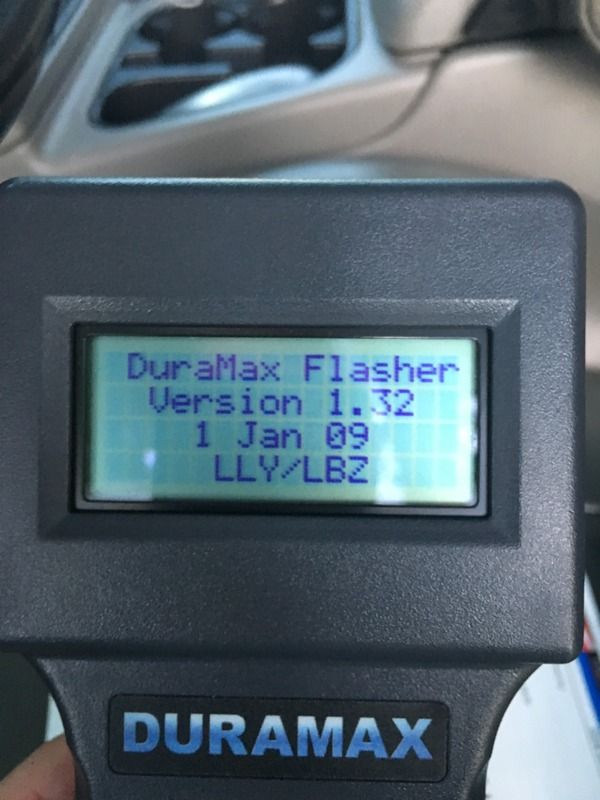 DuraMax Flasher
Version 1.32
1 Jan 09
LLY/LBZ
DURAMAX